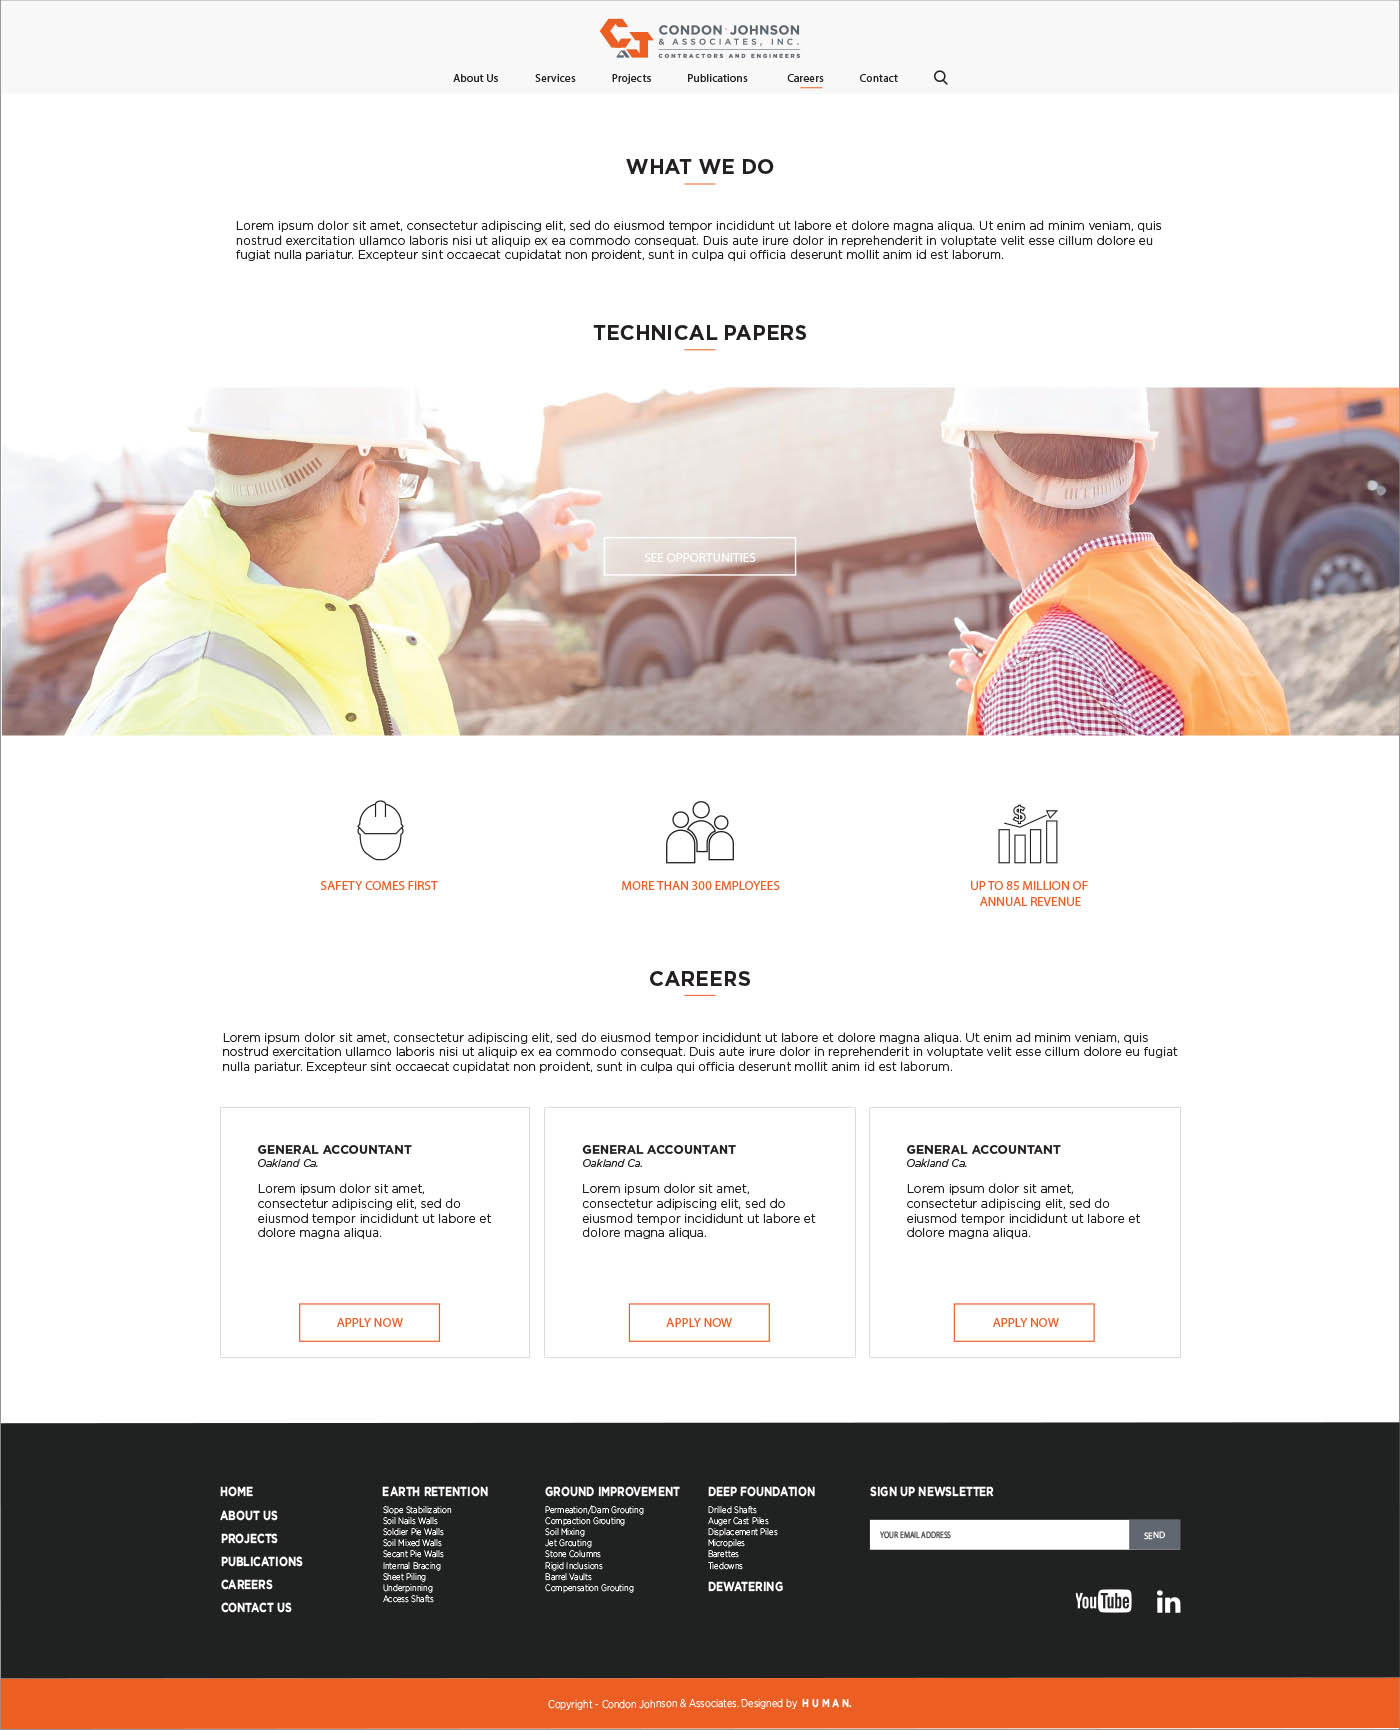 CONDON · JOHNSON
& ASSOCIATES, INC.
CONTRACTORS AND ENGINEERS
About Us Services Projects Publications Careers Contact
WHAT WE DO
Lorem ipsum dolor sit amet, consectetur adipiscing elit, sed do eiusmod tempor incididunt ut labore et dolore magna aliqua. Ut enim ad minim veniam, quis
nostrud exercitation ullamco laboris nisi ut aliquip ex ea commodo consequat. Duis aute irure dolor in reprehenderit in voluptate velit esse cillum dolore eu
fugiat nulla pariatur. Excepteur sint occaecat cupidatat non proident, sunt in culpa qui officia deserunt mollit anim id est laborum.
TECHNICAL PAPERS
SEE OPPORTUNITIES
SAFETY COMES FIRST
MORE THAN 300 EMPLOYEES
UP TO 85 MILLION OF
ANNUAL REVENUE
CAREERS
Lorem ipsum dolor sit amet, consectetur adipiscing elit, sed do eiusmod tempor incididunt ut labore et dolore magna aliqua. Ut enim ad minim veniam, quis
nostrud exercitation ullamco laboris nisi ut aliquip ex ea commodo consequat. Duis aute irure dolor in reprehenderit in voluptate velit esse cillum dolore eu fugiat
nulla pariatur. Excepteur sint occaecat cupidatat non proident, sunt in culpa qui officia deserunt mollit anim id est laborum.
GENERAL ACCOUNTANT
Oakland Ca.
Lorem ipsum dolor sit amet,
consectetur adipiscing elit, sed do
eiusmod tempor incididunt ut labore et
dolore magna aliqua.
APPLY NOW
GENERAL ACCOUNTANT
Oakland Ca.
Lorem ipsum dolor sit amet,
consectetur adipiscing elit, sed do
eiusmod tempor incididunt ut labore et
dolore magna aliqua.
APPLY NOW
GENERAL ACCOUNTANT
Oakland Ca.
Lorem ipsum dolor sit amet,
consectetur adipiscing elit, sed do
eiusmod tempor incididunt ut labore et
dolore magna aliqua.
APPLY NOW
HOME
ABOUT US
PROJECTS
PUBLICATIONS
CAREERS
CONTACT US
EARTH RETENTION
Slope Stabilization
Soil Nails Walls
Soldier Pie Walls
Soil Mixed Walls
Secant Pie Walls
Internal Bracing
Sheet Piling
Underpinning
Access Shafts
GROUND IMPROVEMENT
Permeation/Dam Grouting
Compaction Grouting
Soil Mixing
Jet Grouting
Stone Columns
Rigid Inclusions
Barrel Vaults
Compensation Grouting
DEEP FOUNDATION
Drilled Shafts
Auger Cast Piles
Displacement Piles
Micropiles
Barettes
Tiedowns
DEWATERING
SIGN UP NEWSLETTER
YOUR EMAIL ADDRESS
SEND
YouTube in
Copyright - Condon Johnson & Associates. Designed by HUMAN.